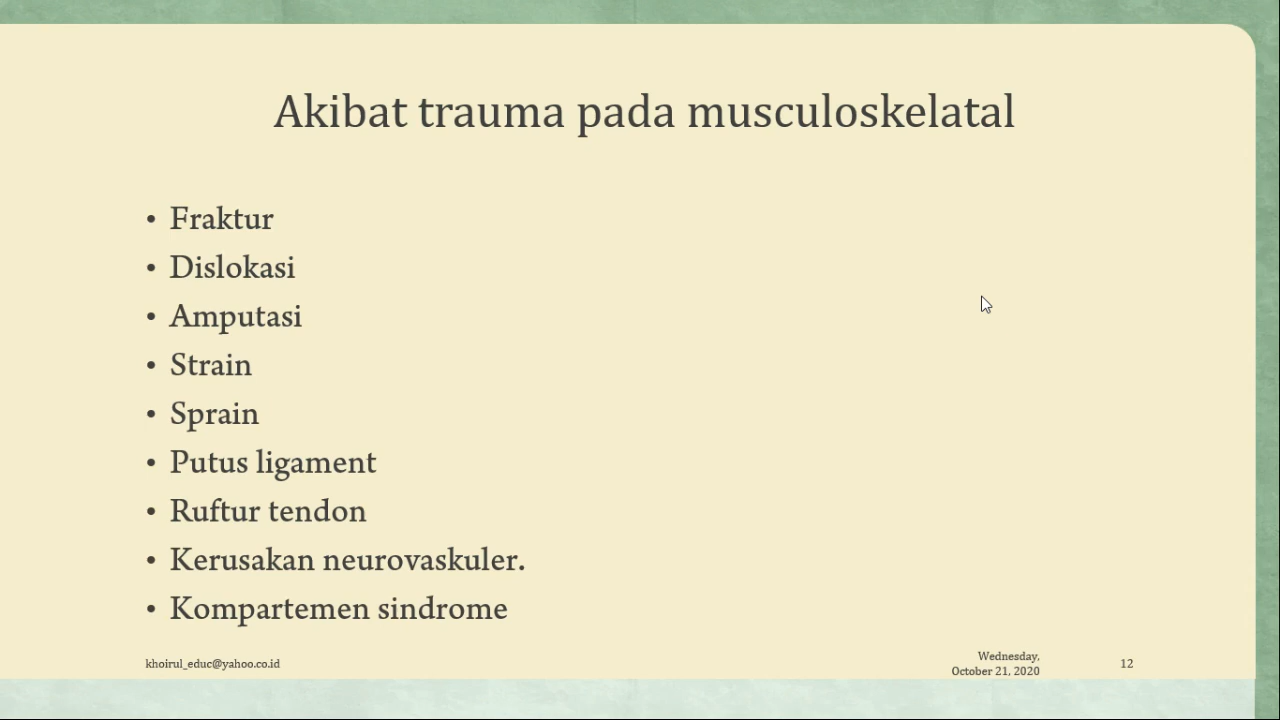 Akibat trauma pada musculoskelatal
• Fraktur
• Dislokasi
• Amputasi
• Strain
• Sprain
• Putus ligament
• Ruftur tendon
• Kerusakan neurovaskuler.
• Kompartemen sindrome
khoirul_educ@yahoo.co.id
Wednesday,
October 21, 2020
12